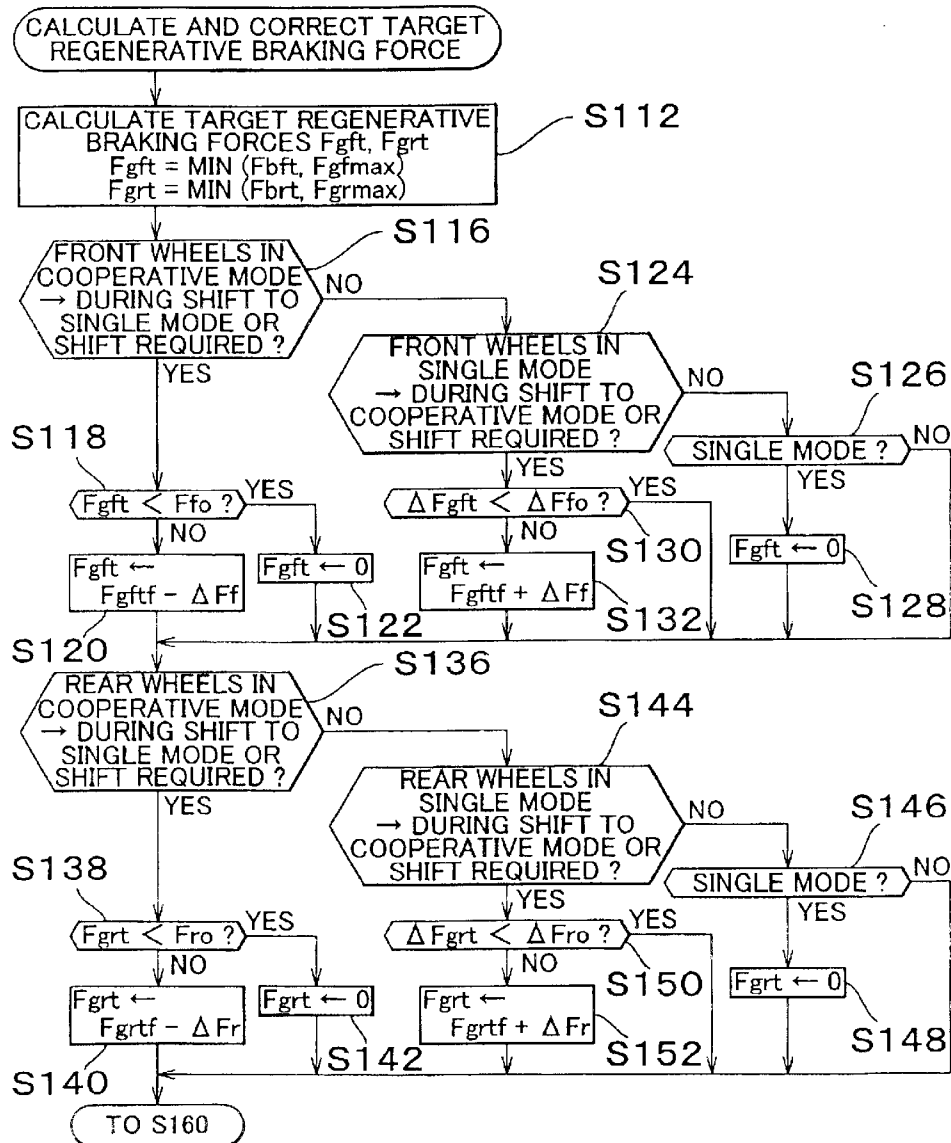 CALCULATE AND CORRECT TARGET
REGENERATIVE BRAKING FORCE
S112
CALCULATE TARGET REGENERATIVE
BRAKING FORCES Fgft, Fgrt
Fgft = MIN (Fbft, Fgfmax)
Fgrt = MIN (Fbrt, Fgrmax)
S116
FRONT WHEELS IN
COOPERATIVE MODE
→ DURING SHIFT TO
SINGLE MODE OR
SHIFT REQUIRED ?
NO
YES
S124
FRONT WHEELS IN
SINGLE MODE
→ DURING SHIFT TO
COOPERATIVE MODE OR
SHIFT REQUIRED ?
NO
YES
S126
SINGLE MODE ?
NO
YES
S118
Fgft < Ffo ?
YES
NO
ΔFgft < ΔFfo ?
YES
NO
S130
Fgft ←
Fgftf - ΔFf
S120
Fgft ← 0
S122
Fgft ←
Fgftf + ΔFf
S132
Fgft ← 0
S128
S136
REAR WHEELS IN
COOPERATIVE MODE
→ DURING SHIFT TO
SINGLE MODE OR
SHIFT REQUIRED ?
NO
YES
S144
REAR WHEELS IN
SINGLE MODE
→ DURING SHIFT TO
COOPERATIVE MODE OR
SHIFT REQUIRED ?
NO
YES
S146
SINGLE MODE ?
NO
YES
S138
Fgrt < Fro ?
YES
NO
ΔFgrt < ΔFro ?
YES
NO
S150
Fgrt ←
Fgrtf - ΔFr
S140
Fgrt ← 0
S142
Fgrt ←
Fgrtf + ΔFr
S152
Fgrt ← 0
S148
TO S160